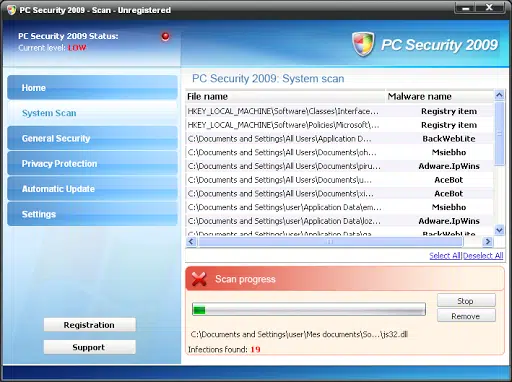 PC Security 2009 - Scan - Unregistered
PC Security 2009 Status:
Current level: LOW
PC Security 2009
Home
System Scan
General Security
Privacy Protection
Automatic Update
Settings
Registration
Support
PC Security 2009: System scan
File name Malware name
HKEY_LOCAL_MACHINE\Software\Classes\Interface... Registry item
HKEY_LOCAL_MACHINE\Software\Policies\Microsoft\... Registry item
C:\Documents and Settings\All Users\Application D... BackWebLite
C:\Documents and Settings\All Users\Documents\oh... Msiebho
C:\Documents and Settings\All Users\Documents\piru... Adware.IpWins
C:\Documents and Settings\All Users\Documents\u... AceBot
C:\Documents and Settings\All Users\Documents\xi... AceBot
C:\Documents and Settings\user\Application Data\em... Msiebho
C:\Documents and Settings\user\Application Data\loz... Adware.IpWins
C:\Documents and Settings\user\Application Data\qa... BackWebLite
Select All|Deselect All
Scan progress
Stop
Remove
C:\Documents and Settings\user\Mes documents\So...\js32.dll
Infections found: 19